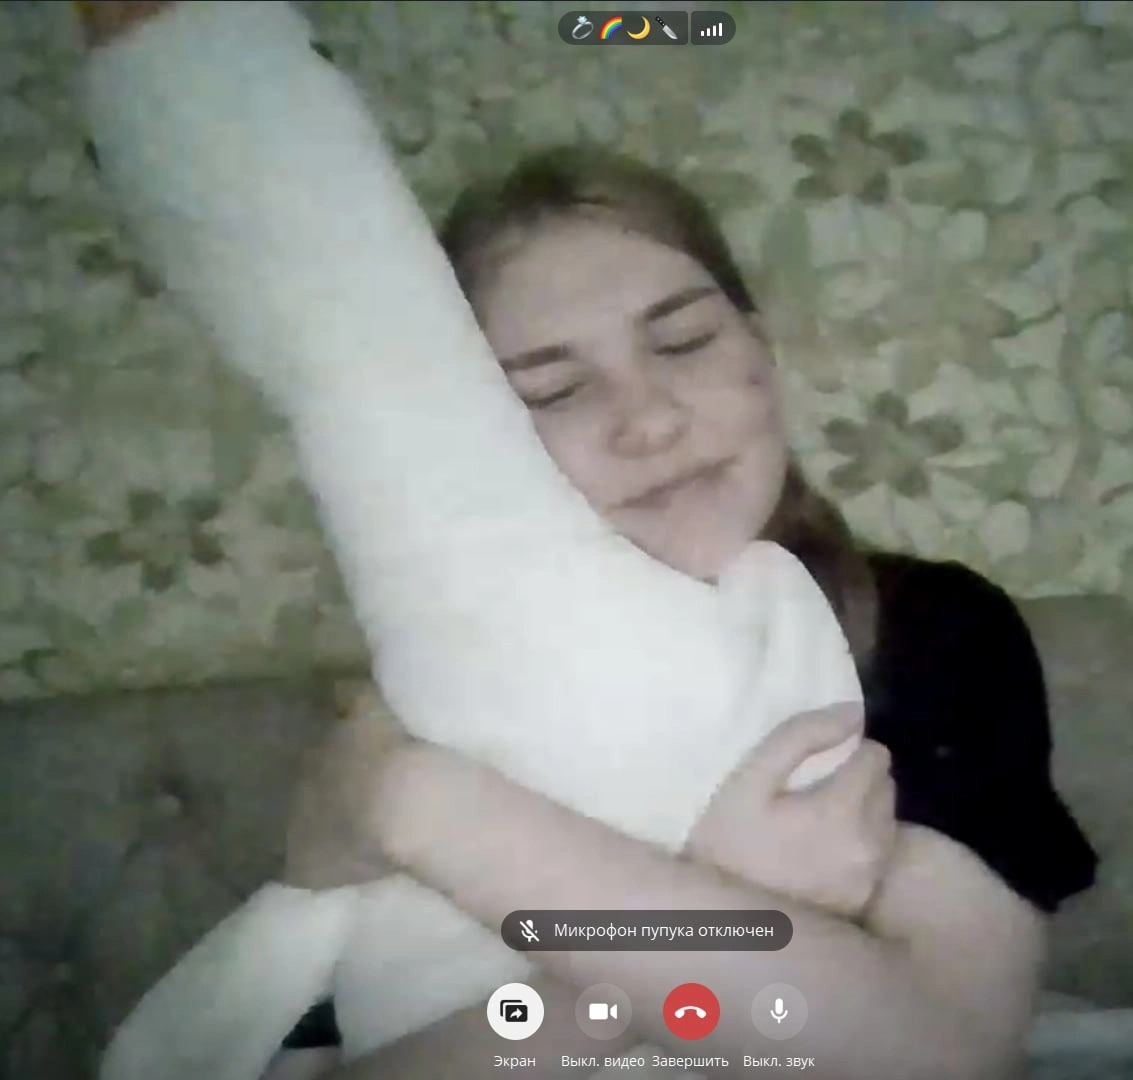 Микрофон пупука отключен
Экран
Выкл. видео
Завершить
Выкл. звук